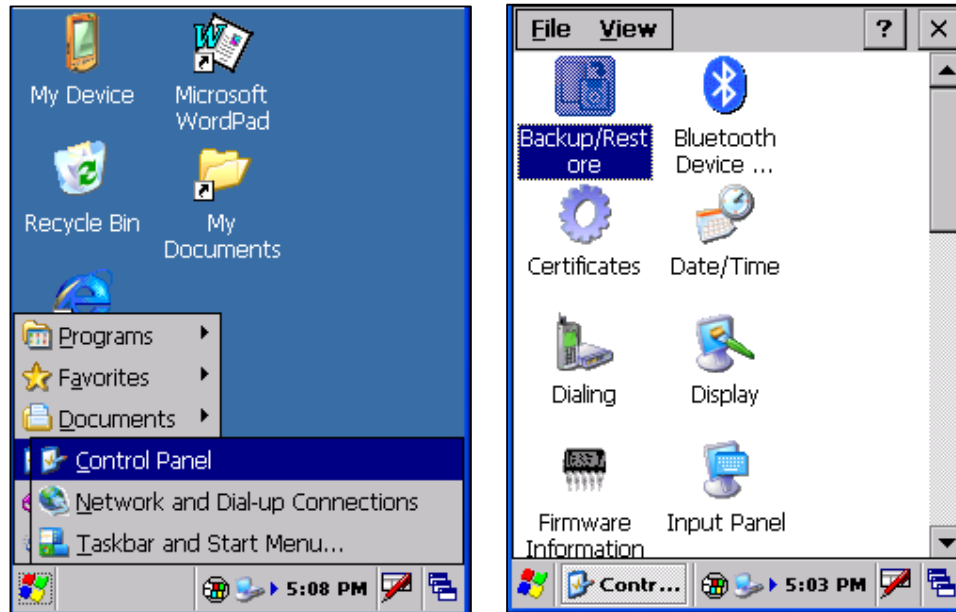 My Device
Microsoft
WordPad
Recycle Bin
My
Documents
Programs
Favorites
Documents
Control Panel
Network and Dial-up Connections
Taskbar and Start Menu...
5:08 PM
File View ? ×
Backup/Rest
ore
Bluetooth
Device ...
Certificates
Date/Time
Dialing
Display
Firmware
Information
Input Panel
Contr...
5:03 PM